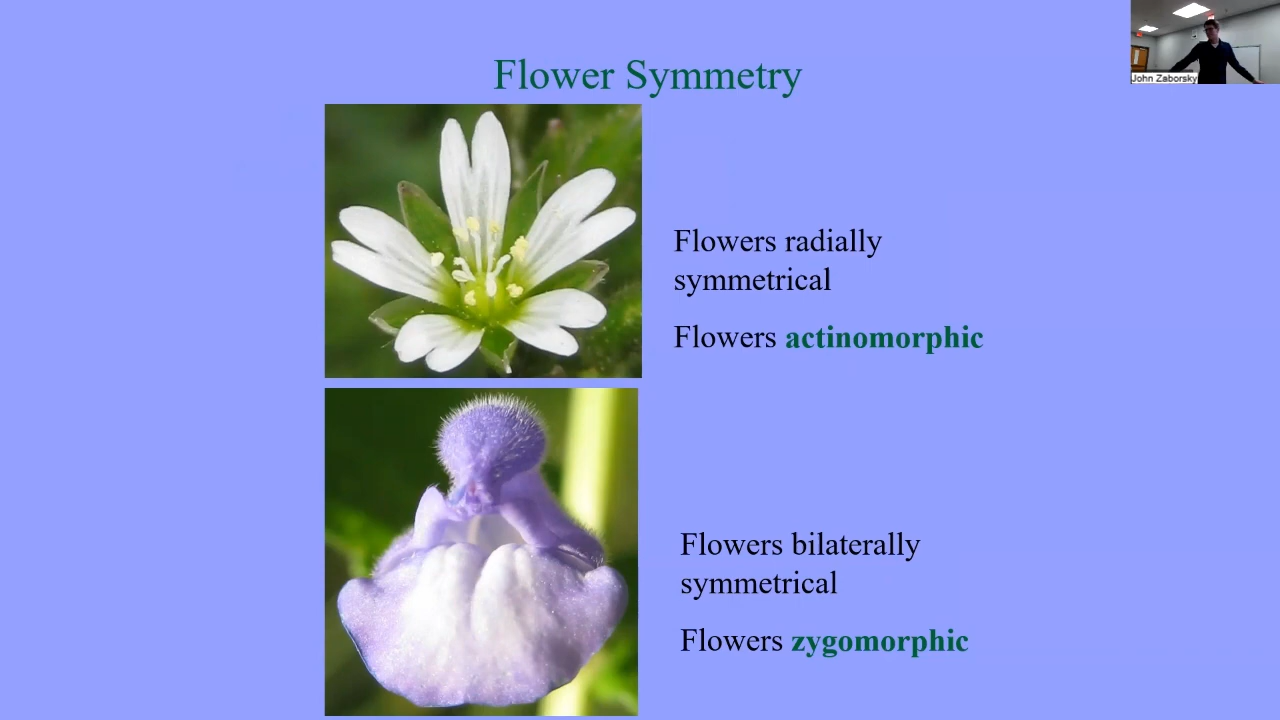 John Zaborsky
Flower Symmetry
Flowers radially
symmetrical
Flowers actinomorphic
Flowers bilaterally
symmetrical
Flowers zygomorphic